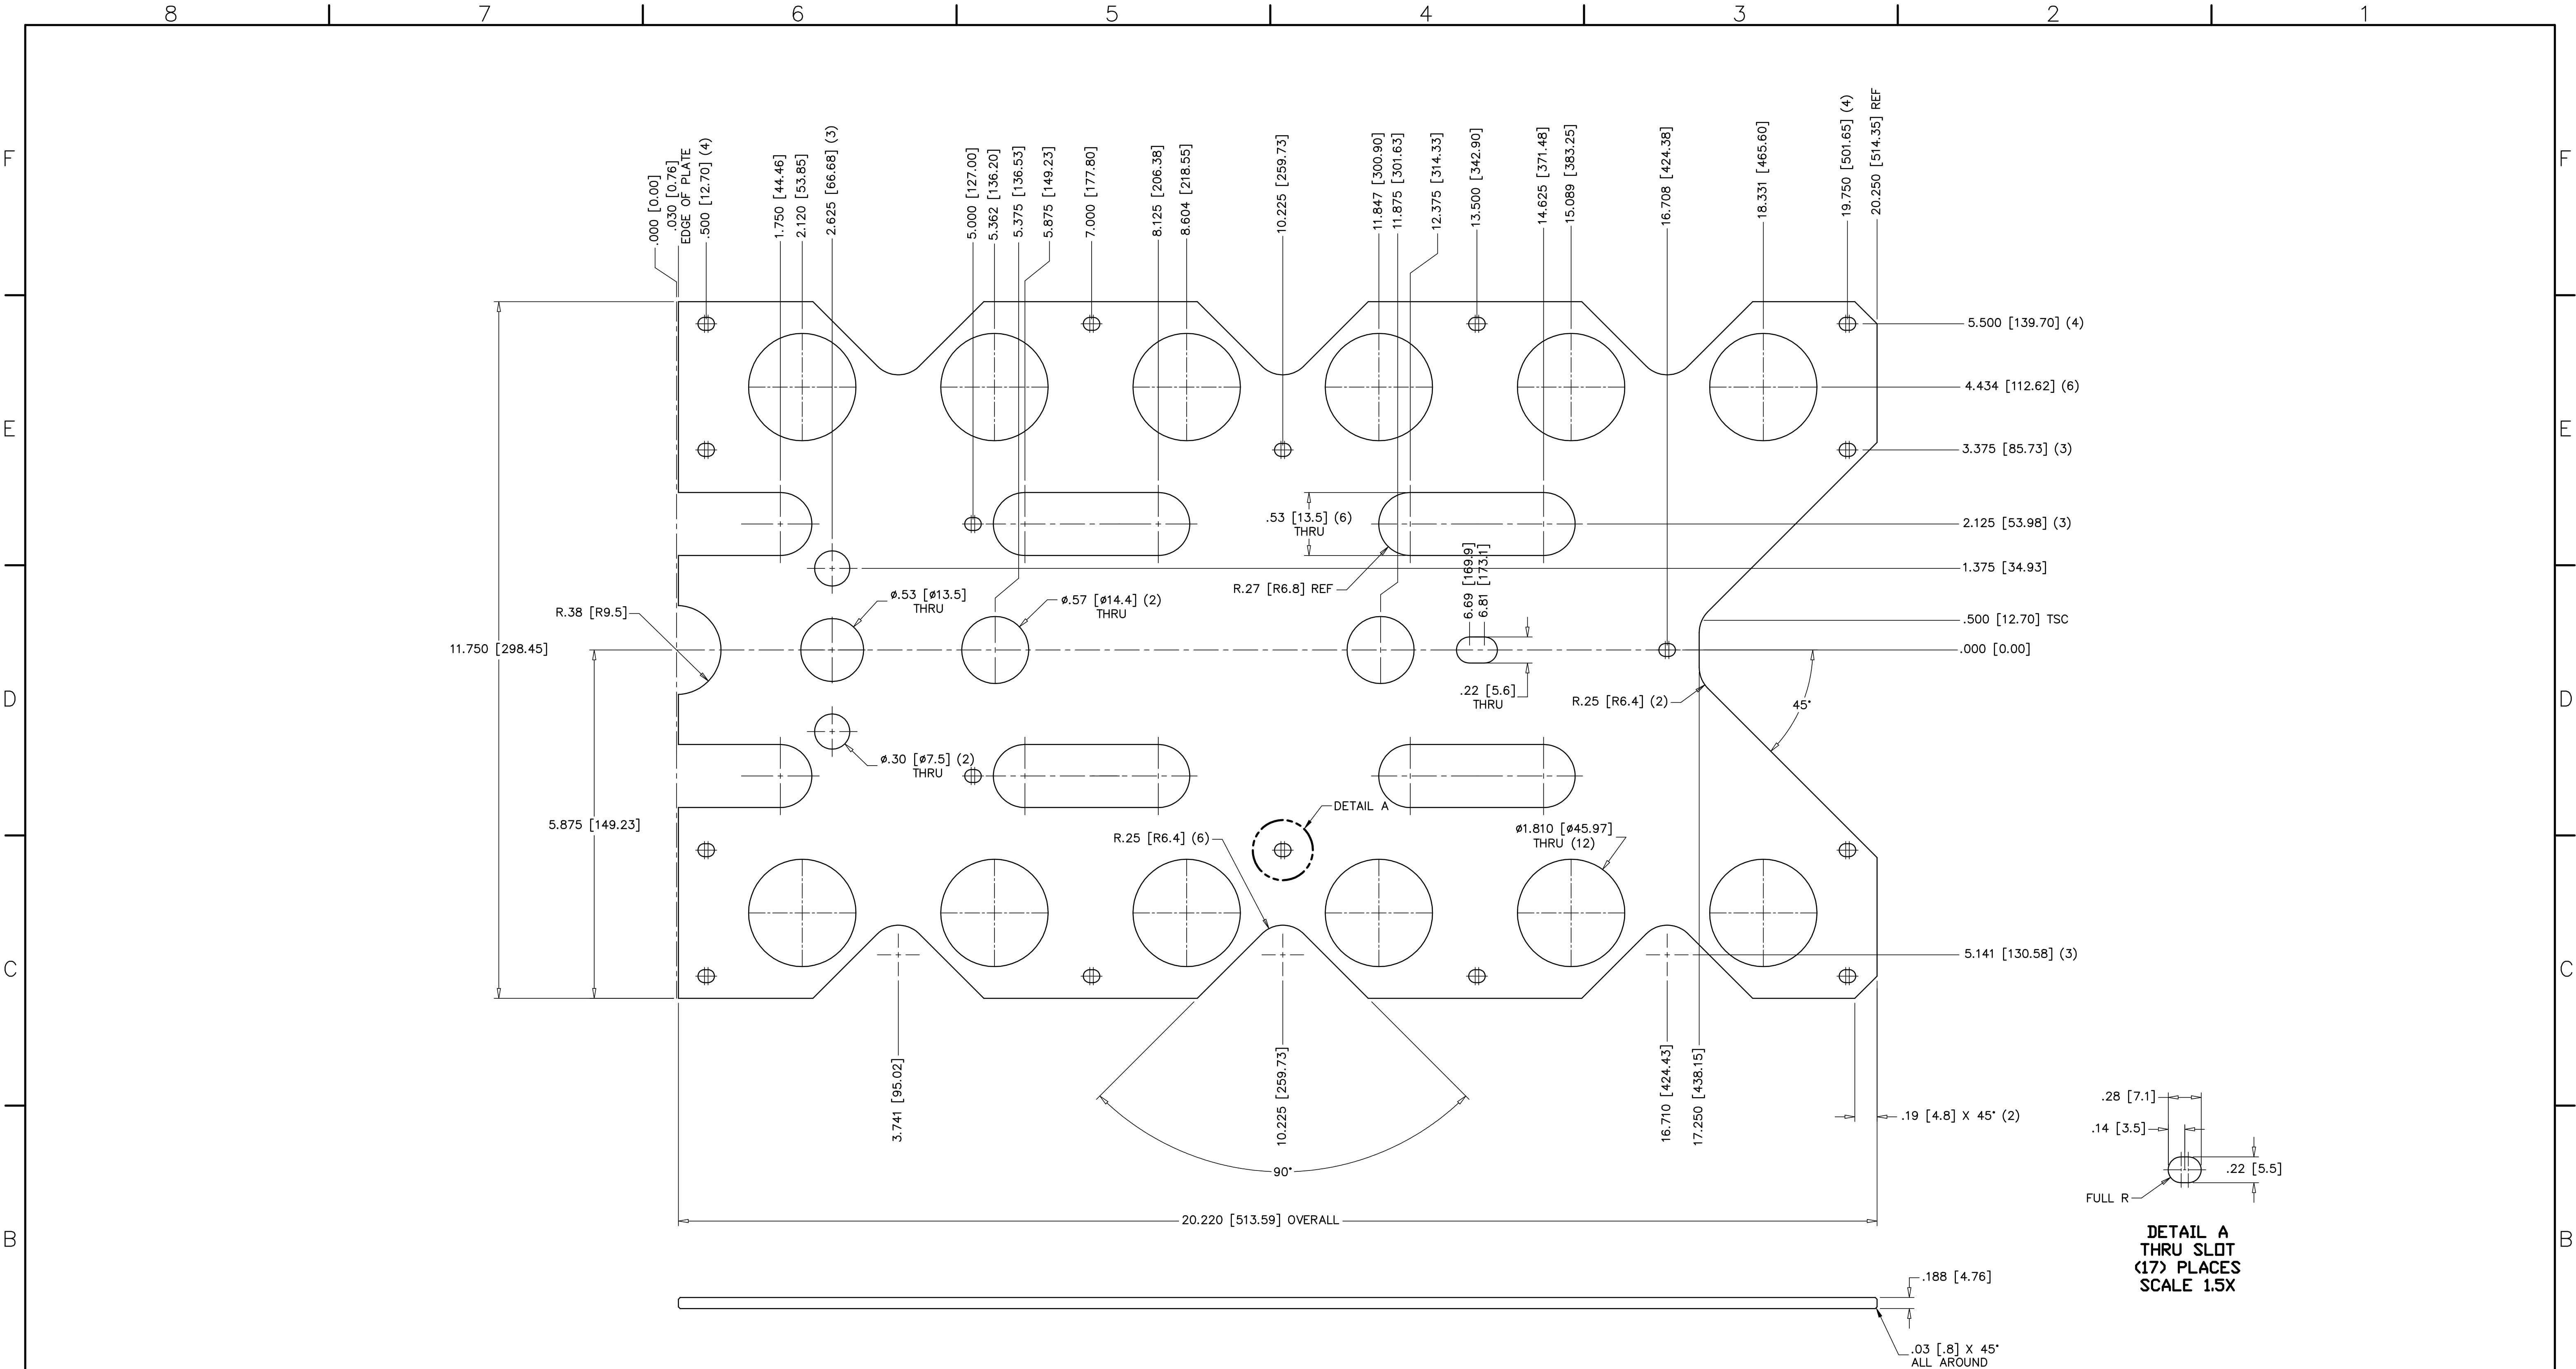 8 7 6 5 4 3 2 1
F
F
E
E
D
D
C
C
B
B
.000 [0.00]
.030 [0.76]
EDGE OF PLATE
.500 [12.70] (4)
1.750 [44.46]
2.120 [53.85]
2.625 [66.68] (3)
5.000 [127.00]
5.362 [136.20]
5.375 [136.53]
5.875 [149.23]
7.000 [177.80]
8.125 [206.38]
8.604 [218.55]
10.225 [259.73]
11.847 [300.90]
11.875 [301.63]
12.375 [314.33]
13.500 [342.90]
14.625 [371.48]
15.089 [383.25]
16.708 [424.38]
18.331 [465.60]
19.750 [501.65] (4)
20.250 [514.35] REF
5.500 [139.70] (4)
4.434 [112.62] (6)
3.375 [85.73] (3)
2.125 [53.98] (3)
1.375 [34.93]
.500 [12.70] TSC
.000 [0.00]
.53 [13.5] (6)
THRU
R.27 [R6.8] REF
6.69 [169.9]
6.81 [173.1]
ø.53 [ø13.5]
THRU
ø.57 [ø14.4] (2)
THRU
R.38 [R9.5]
11.750 [298.45]
.22 [5.6]
THRU
R.25 [R6.4] (2)
45°
ø.30 [ø7.5] (2)
THRU
5.875 [149.23]
DETAIL A
R.25 [R6.4] (6)
ø1.810 [ø45.97]
THRU (12)
5.141 [130.58] (3)
3.741 [95.02]
10.225 [259.73]
16.710 [424.43]
17.250 [438.15]
.19 [4.8] X 45° (2)
90°
20.220 [513.59] OVERALL
.28 [7.1]
.14 [3.5]
.22 [5.5]
FULL R
DETAIL A
THRU SLOT
(17) PLACES
SCALE 1.5X
.188 [4.76]
.03 [.8] X 45°
ALL AROUND